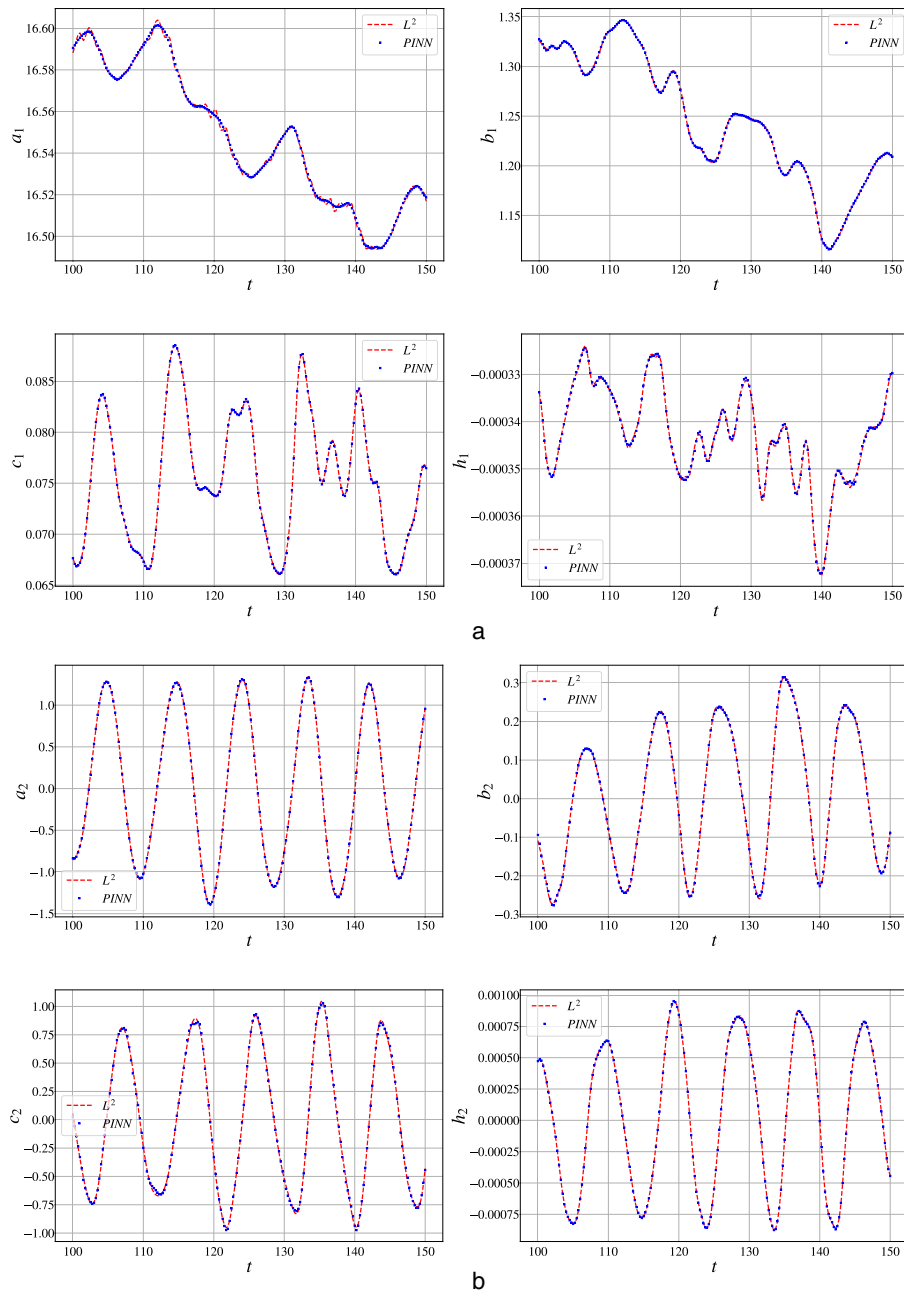 16.60
16.58
16.56
16.54
16.52
16.50
a₁
L²
PINN
100 110 120 130 140 150
t
1.35
1.30
1.25
1.20
1.15
b₁
L²
PINN
100 110 120 130 140 150
t
0.085
0.080
0.075
0.070
0.065
c₁
L²
PINN
100 110 120 130 140 150
t
−0.00033
−0.00034
−0.00035
−0.00036
−0.00037
h₁
L²
PINN
100 110 120 130 140 150
t
a
1.0
0.5
0.0
−0.5
−1.0
−1.5
a₂
L²
PINN
100 110 120 130 140 150
t
0.3
0.2
0.1
0.0
−0.1
−0.2
−0.3
b₂
L²
PINN
100 110 120 130 140 150
t
1.00
0.75
0.50
0.25
0.00
−0.25
−0.50
−0.75
−1.00
c₂
L²
PINN
100 110 120 130 140 150
t
0.00100
0.00075
0.00050
0.00025
0.00000
−0.00025
−0.00050
−0.00075
h₂
L²
PINN
100 110 120 130 140 150
t
b